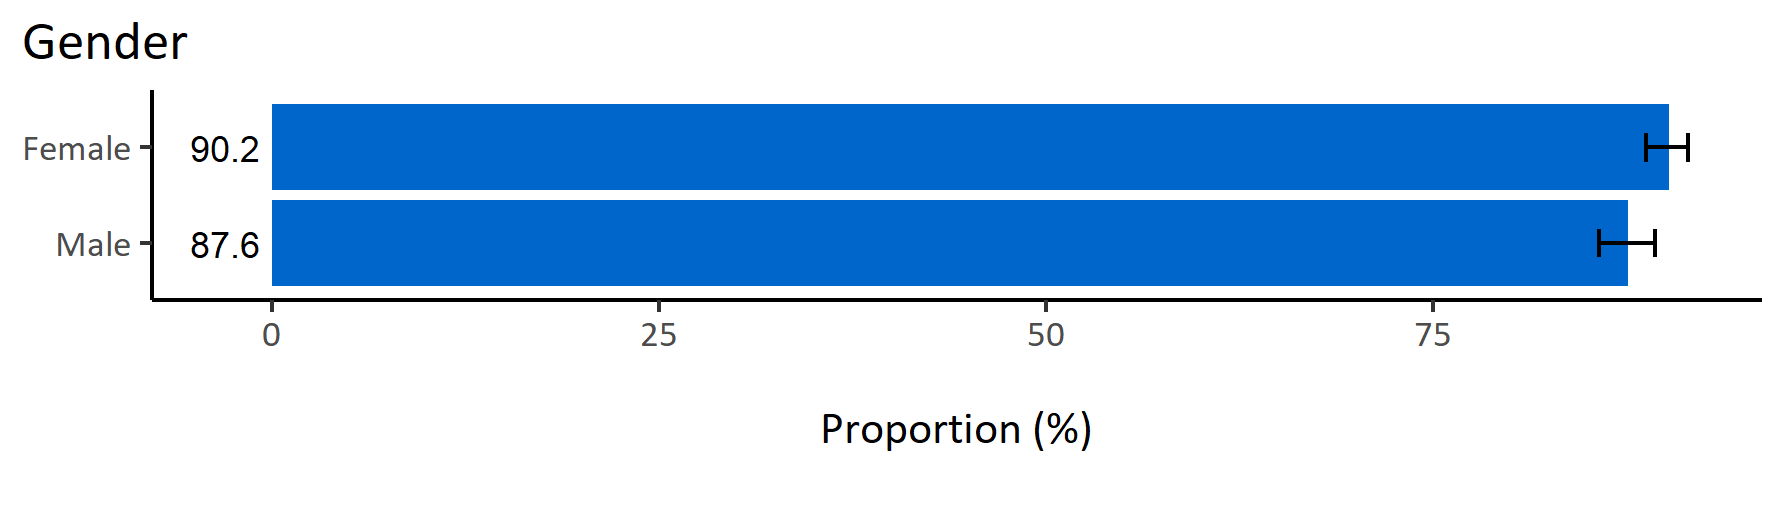 Gender
Female 90.2
Male 87.6
0 25 50 75
Proportion (%)